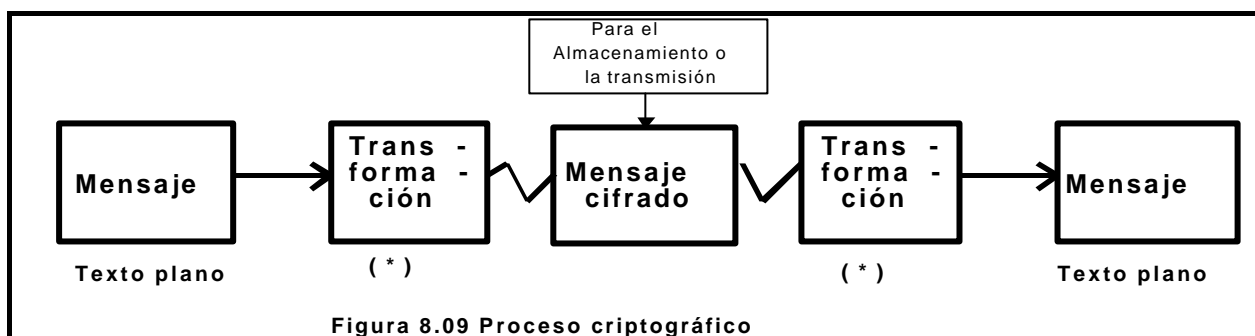 Para el
Almacenamiento o
la transmisión
Mensaje
Trans -
forma -
ción
Mensaje
cifrado
Trans -
forma -
ción
Mensaje
Texto plano
( * )
( * )
Texto plano
Figura 8.09 Proceso criptográfico